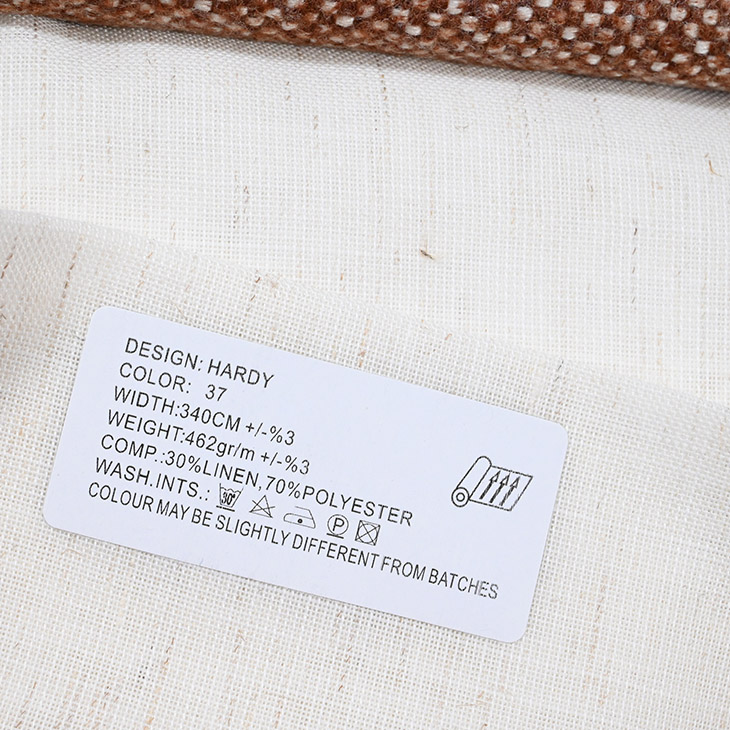 DESIGN: HARDY
COLOR: 37
WIDTH:340CM +/-%3
WEIGHT:462gr/m +/-%3
COMP.:30%LINEN,70%POLYESTER
WASH.INTS.: 30° P
COLOUR MAY BE SLIGHTLY DIFFERENT FROM BATCHES